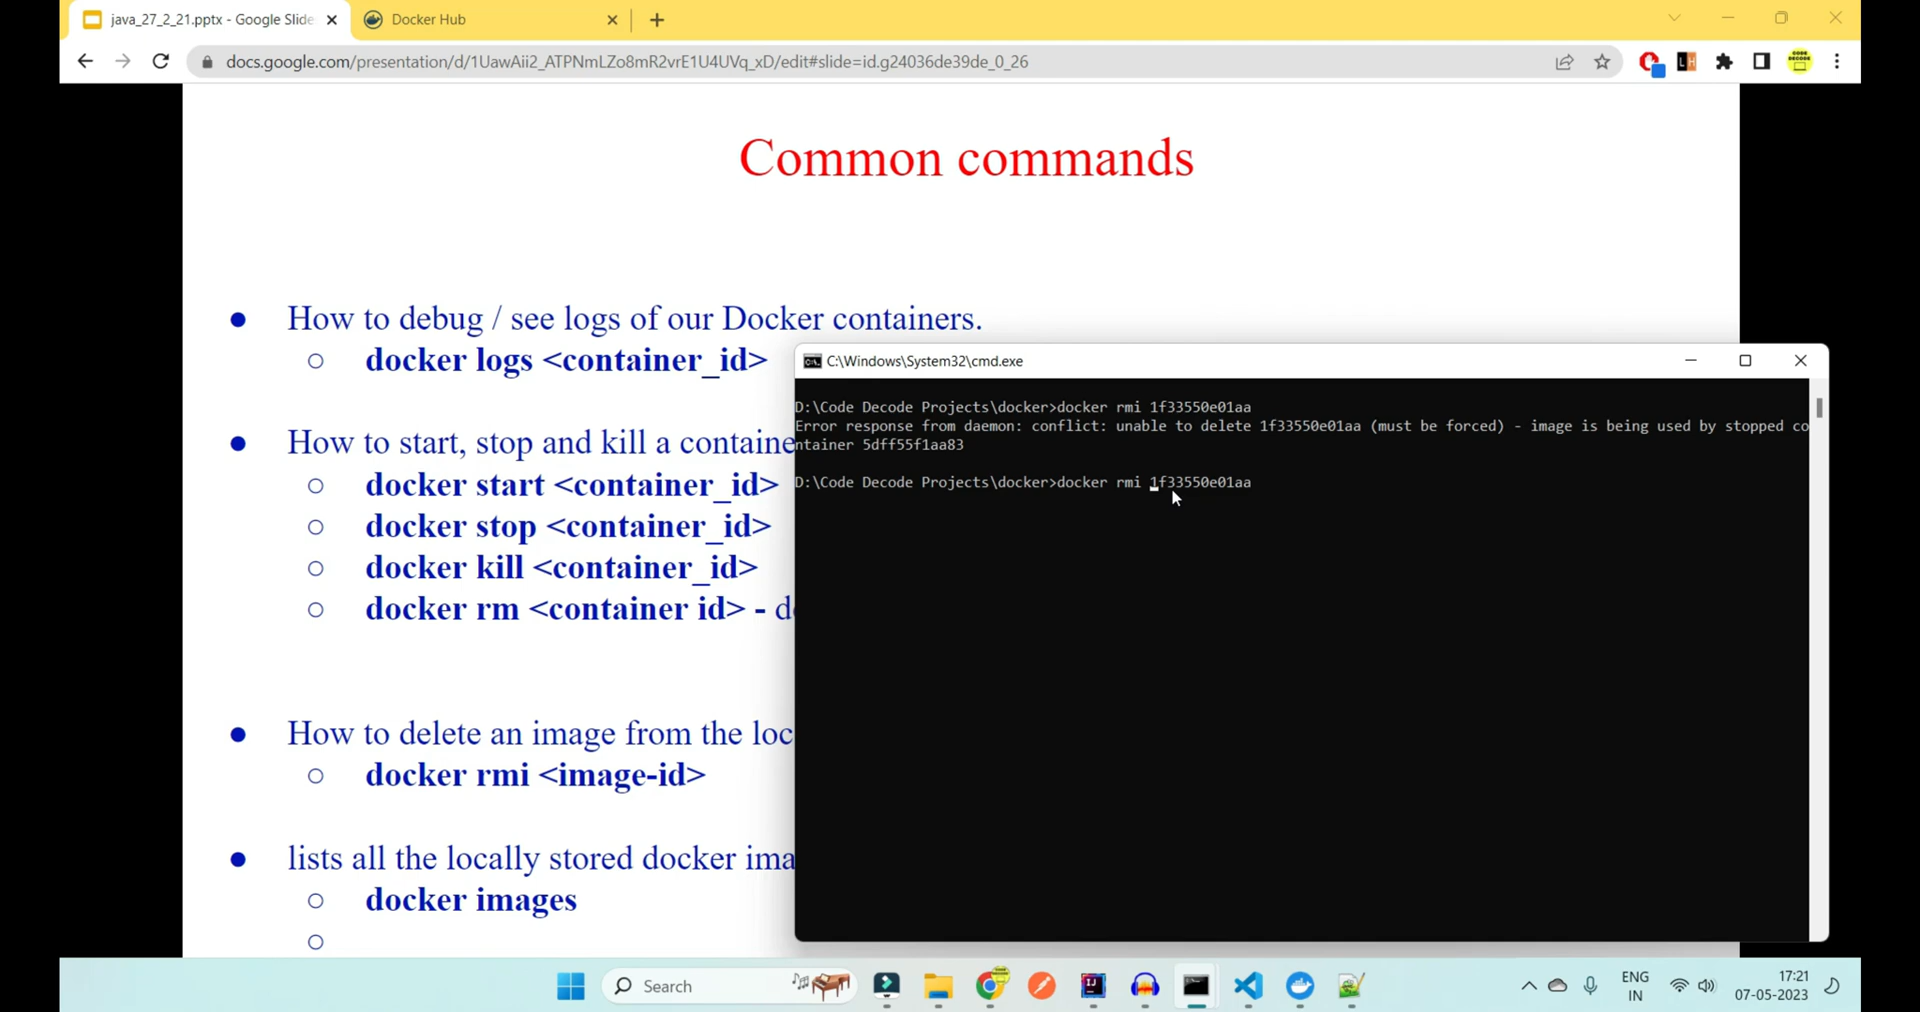 java_27_2_21.pptx - Google Slide
Docker Hub
docs.google.com/presentation/d/1UawAii2_ATPNmLZo8mR2vrE1U4UVq_xD/edit#slide=id.g24036de39de_0_26
Common commands
How to debug / see logs of our Docker containers.
docker logs <container_id>
How to start, stop and kill a containe
docker start <container_id>
docker stop <container_id>
docker kill <container_id>
docker rm <container id> - d
How to delete an image from the loc
docker rmi <image-id>
lists all the locally stored docker ima
docker images
C:\Windows\System32\cmd.exe
D:\Code Decode Projects\docker>docker rmi 1f33550e01aa
Error response from daemon: conflict: unable to delete 1f33550e01aa (must be forced) - image is being used by stopped co
ntainer 5dff55f1aa83
D:\Code Decode Projects\docker>docker rmi 1f33550e01aa
Search
ENG
IN
17:21
07-05-2023